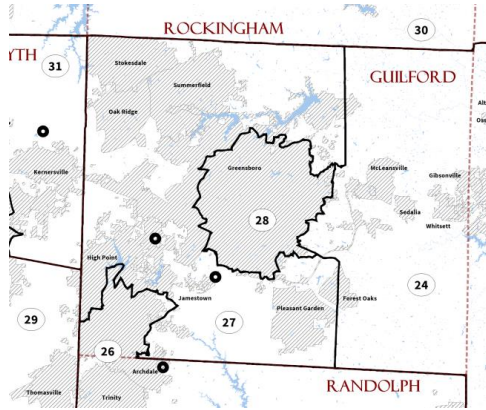 ROCKINGHAM
30
YTH
31
Stokesdale
GUILFORD
Summerfield
Oak Ridge
Kernersville
Greensboro
McLeansville
Gibsonville
Sedalia
Whitsett
28
High Point
Jamestown
Pleasant Garden
Forest Oaks
24
29
27
26
Archdale
RANDOLPH
Thomasville
Trinity